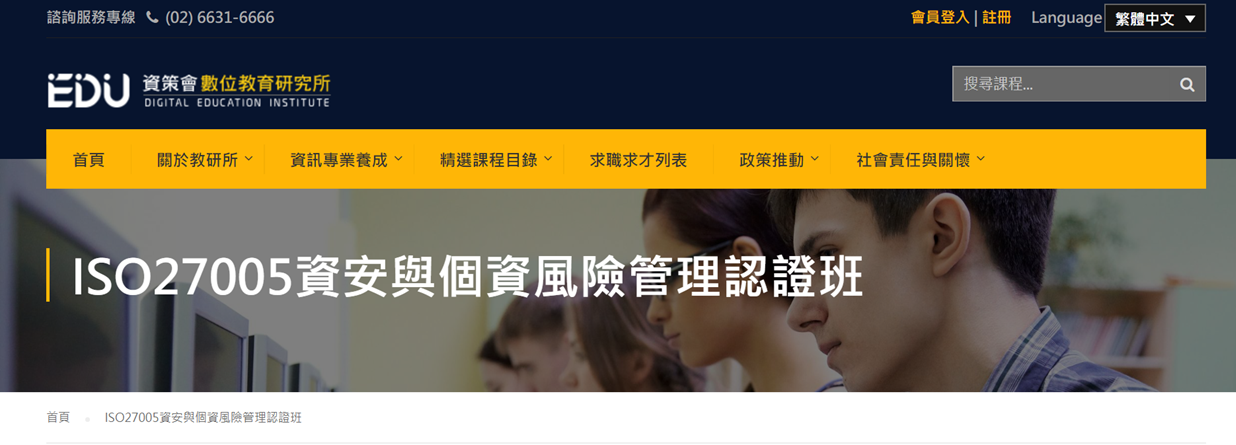 諮詢服務專線 (02) 6631-6666
會員登入 | 註冊 Language 繁體中文
iEDU 資策會數位教育研究所
DIGITAL EDUCATION INSTITUTE
搜尋課程...
首頁 關於教研所 資訊專業養成 精選課程目錄 求職求才列表 政策推動 社會責任與關懷
ISO27005資安與個資風險管理認證班
首頁 ISO27005資安與個資風險管理認證班